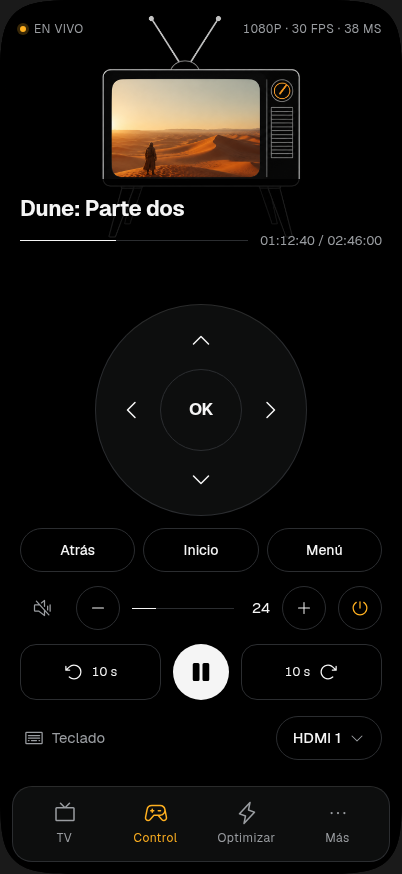 EN VIVO
1080P · 30 FPS · 38 MS
Dune: Parte dos
01:12:40 / 02:46:00
OK
Atrás
Inicio
Menú
24
10 s
10 s
Teclado
HDMI 1
TV
Control
Optimizar
Más